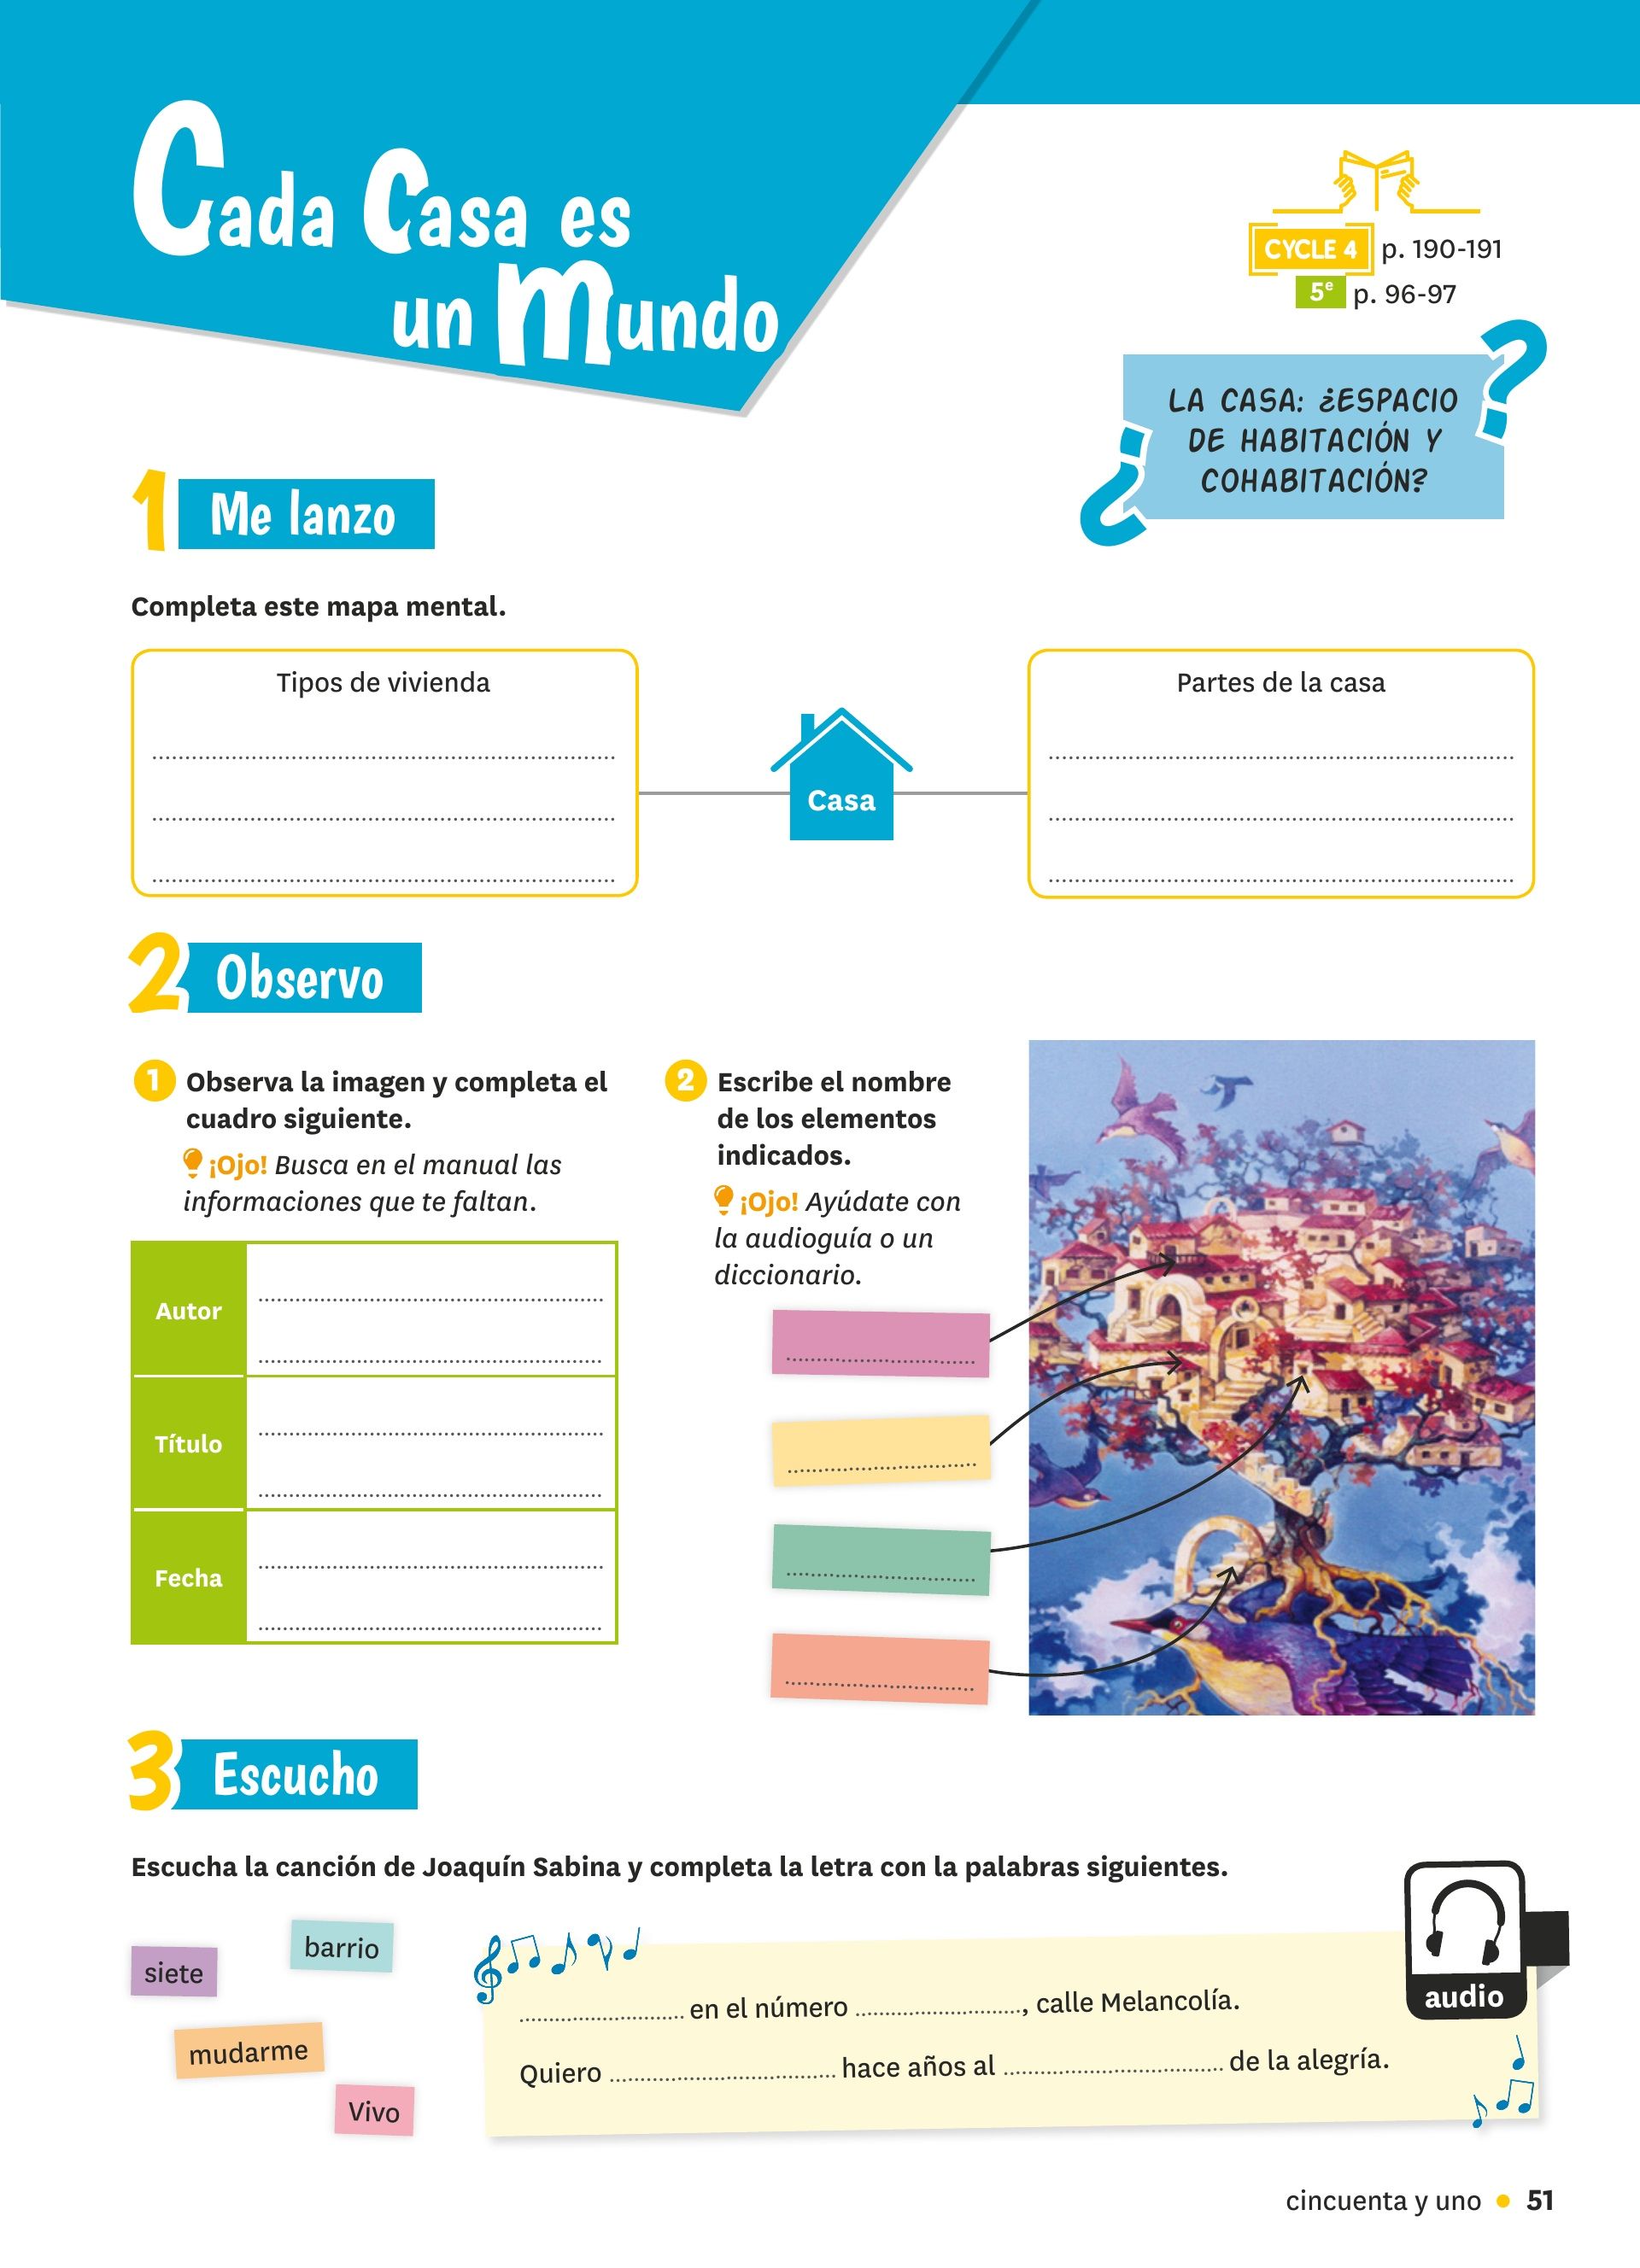 Cada Casa es
un Mundo
CYCLE 4 p. 190-191
5e p. 96-97
LA CASA: ¿ESPACIO
DE HABITACIÓN Y
COHABITACIÓN?
¿ ?
1 Me lanzo
Completa este mapa mental.
Tipos de vivienda
Casa
Partes de la casa
2 Observo
1 Observa la imagen y completa el
cuadro siguiente.
¡Ojo! Busca en el manual las
informaciones que te faltan.
Autor
Título
Fecha
2 Escribe el nombre
de los elementos
indicados.
¡Ojo! Ayúdate con
la audioguía o un
diccionario.
3 Escucho
Escucha la canción de Joaquín Sabina y completa la letra con la palabras siguientes.
siete
barrio
mudarme
Vivo
audio
.......................... en el número .........................., calle Melancolía.
Quiero .................................... hace años al .................................... de la alegría.
cincuenta y uno • 51